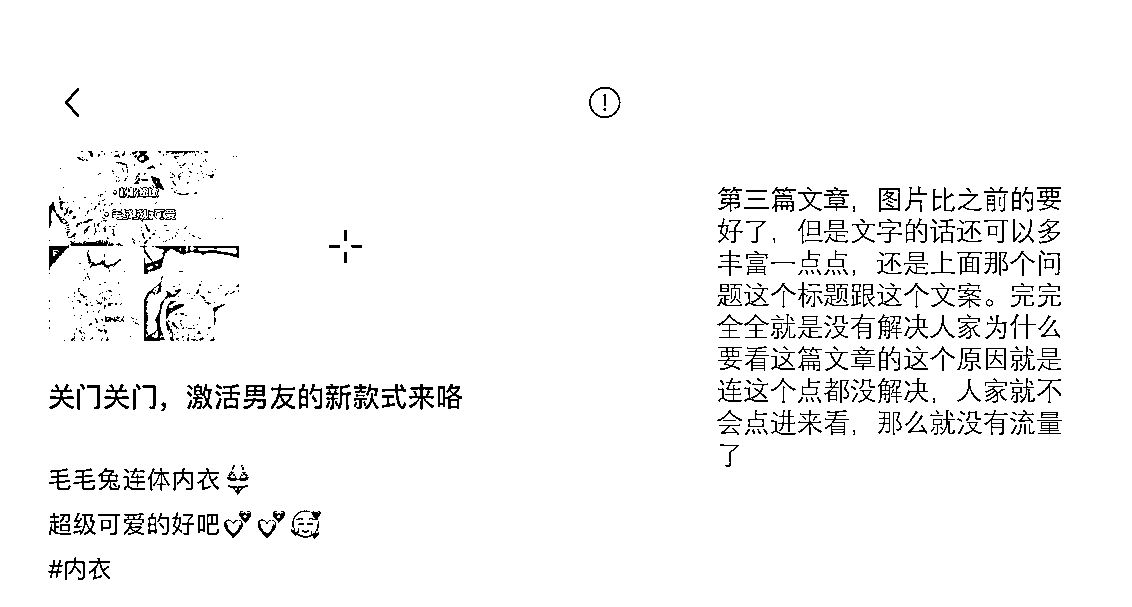 关门关门，激活男友的新款式来咯
毛毛兔连体内衣👙
超级可爱的好吧💕💕🥰
#内衣
第三篇文章，图片比之前的要
好了，但是文字的话还可以多
丰富一点点，还是上面那个问
题这个标题跟这个文案。完完
全全就是没有解决人家为什么
要看这篇文章的这个原因就是
连这个点都没解决，人家就不
会点进来看，那么就没有流量
了